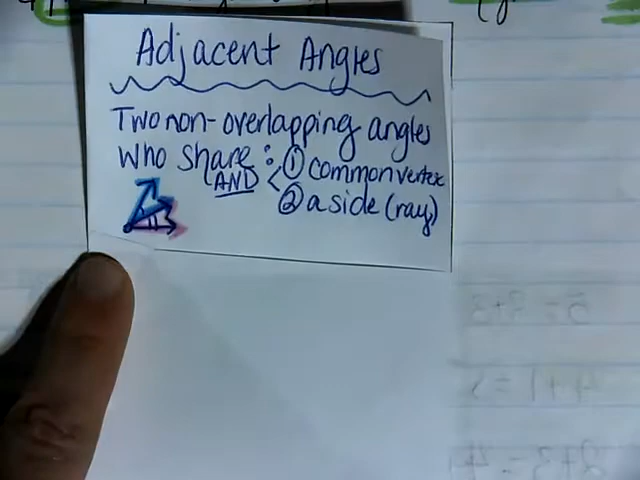 Adjacent Angles
Two non-overlapping angles
who share: ① common vertex
AND
② a side (ray)